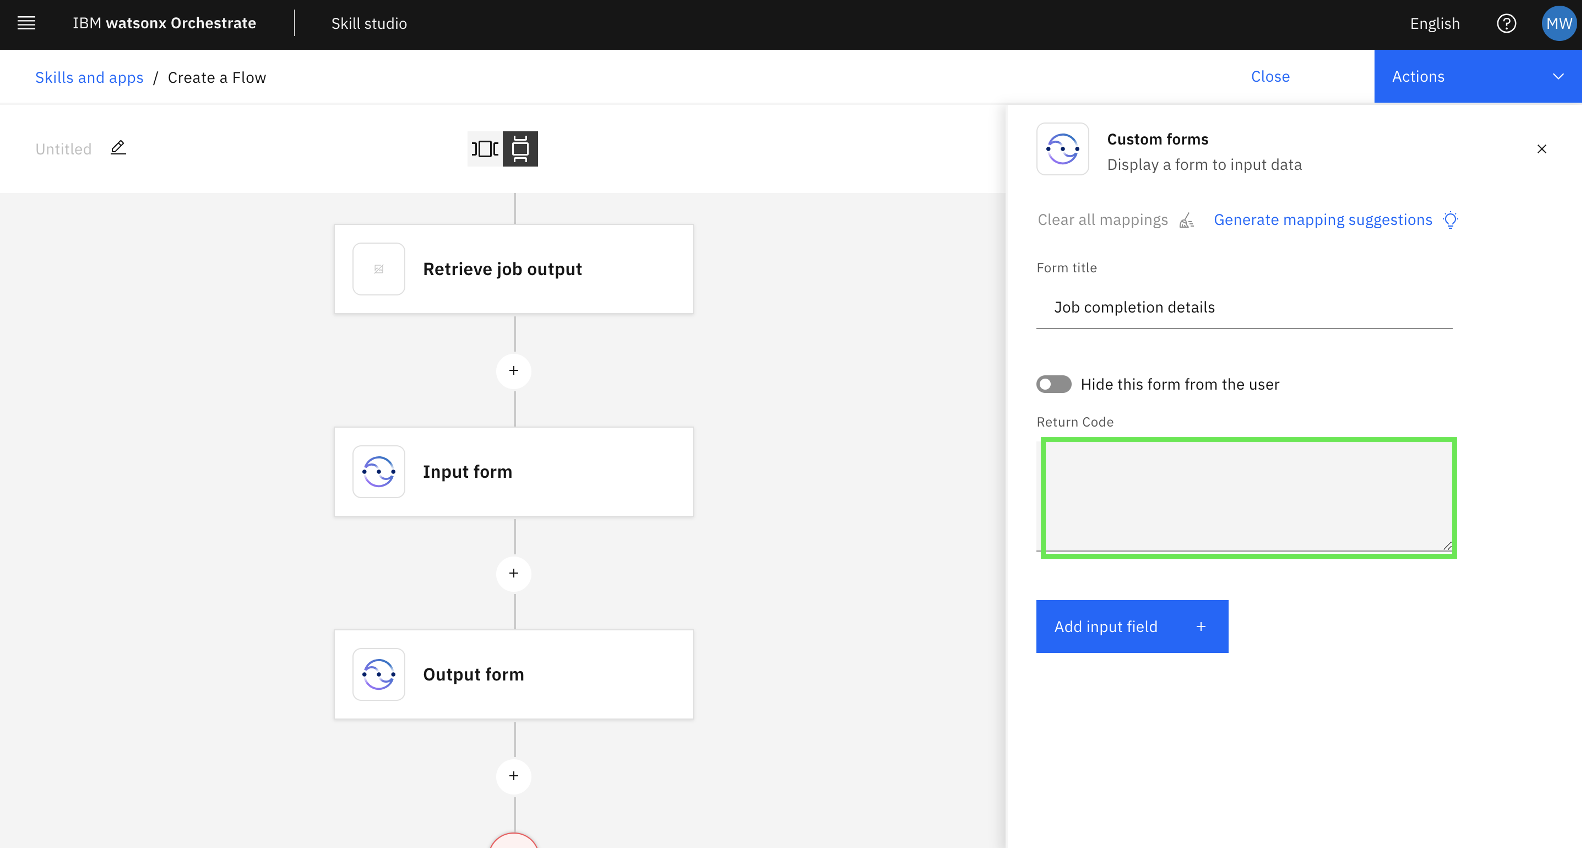 IBM watsonx Orchestrate
Skill studio
English
MW
Skills and apps / Create a Flow
Close
Actions
Untitled
Retrieve job output
+
Input form
+
Output form
+
Custom forms
Display a form to input data
Clear all mappings
Generate mapping suggestions
Form title
Job completion details
Hide this form from the user
Return Code
Add input field +